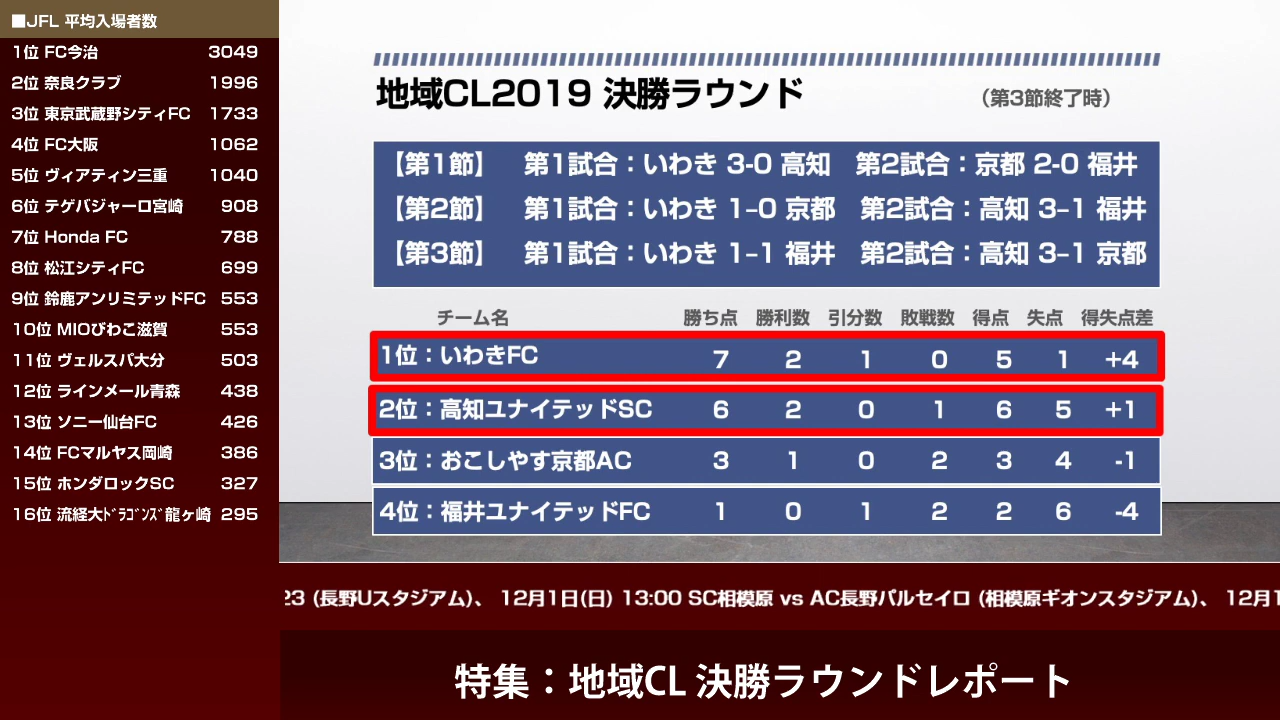 ■JFL 平均入場者数
1位 FC今治 3049
2位 奈良クラブ 1996
3位 東京武蔵野シティFC 1733
4位 FC大阪 1062
5位 ヴィアティン三重 1040
6位 テゲバジャーロ宮崎 908
7位 Honda FC 788
8位 松江シティFC 699
9位 鈴鹿アンリミテッドFC 553
10位 MIOびわこ滋賀 553
11位 ヴェルスパ大分 503
12位 ラインメール青森 438
13位 ソニー仙台FC 426
14位 FCマルヤス岡崎 386
15位 ホンダロックSC 327
16位 流経大ﾄﾞﾗｺﾞﾝｽﾞ龍ヶ崎 295
地域CL2019 決勝ラウンド （第3節終了時）
【第1節】 第1試合：いわき 3-0 高知 第2試合：京都 2-0 福井
【第2節】 第1試合：いわき 1–0 京都 第2試合：高知 3–1 福井
【第3節】 第1試合：いわき 1–1 福井 第2試合：高知 3–1 京都
チーム名 勝ち点 勝利数 引分数 敗戦数 得点 失点 得失点差
1位：いわきFC 7 2 1 0 5 1 +4
2位：高知ユナイテッドSC 6 2 0 1 6 5 +1
3位：おこしやす京都AC 3 1 0 2 3 4 -1
4位：福井ユナイテッドFC 1 0 1 2 2 6 -4
23 (長野Uスタジアム)、 12月1日(日) 13:00 SC相模原 vs AC長野パルセイロ (相模原ギオンスタジアム)、 12月1
特集：地域CL 決勝ラウンドレポート